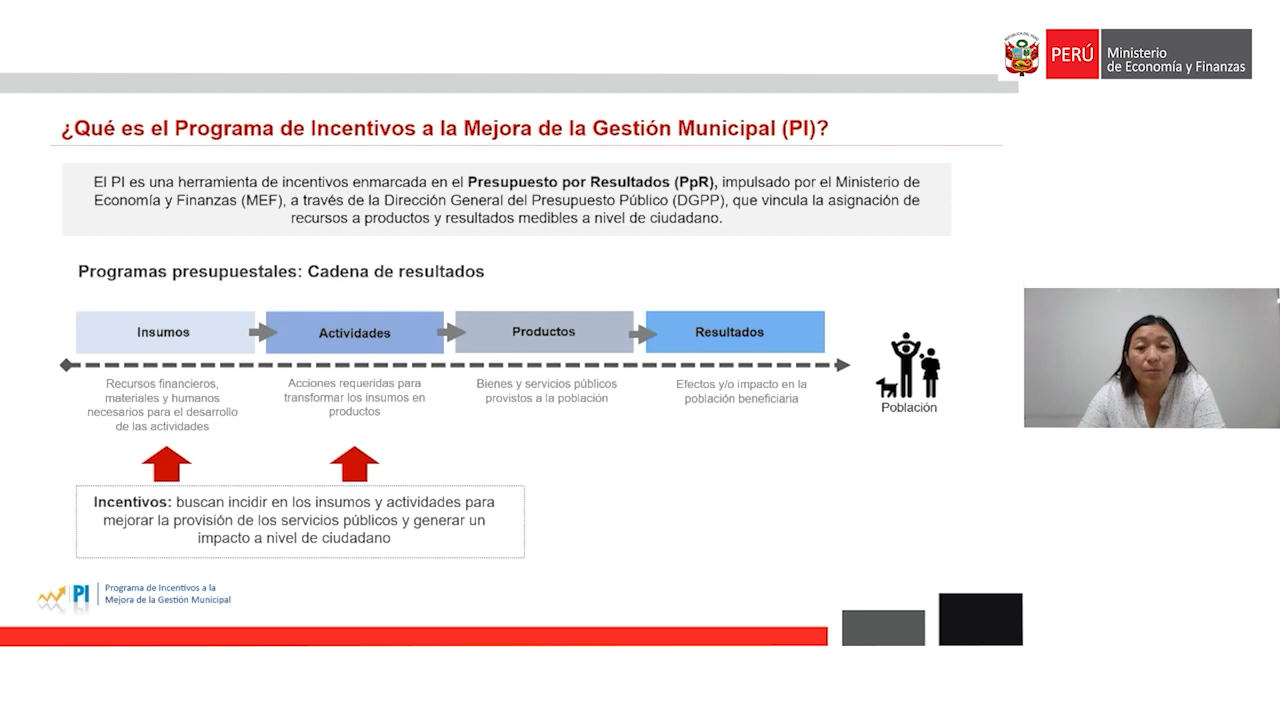 PERÚ
Ministerio
de Economía y Finanzas
¿Qué es el Programa de Incentivos a la Mejora de la Gestión Municipal (PI)?
El PI es una herramienta de incentivos enmarcada en el Presupuesto por Resultados (PpR), impulsado por el Ministerio de
Economía y Finanzas (MEF), a través de la Dirección General del Presupuesto Público (DGPP), que vincula la asignación de
recursos a productos y resultados medibles a nivel de ciudadano.
Programas presupuestales: Cadena de resultados
Insumos
Actividades
Productos
Resultados
Recursos financieros,
materiales y humanos
necesarios para el desarrollo
de las actividades
Acciones requeridas para
transformar los insumos en
productos
Bienes y servicios públicos
provistos a la población
Efectos y/o impacto en la
población beneficiaria
Población
Incentivos: buscan incidir en los insumos y actividades para
mejorar la provisión de los servicios públicos y generar un
impacto a nivel de ciudadano
PI
Programa de Incentivos a la
Mejora de la Gestión Municipal